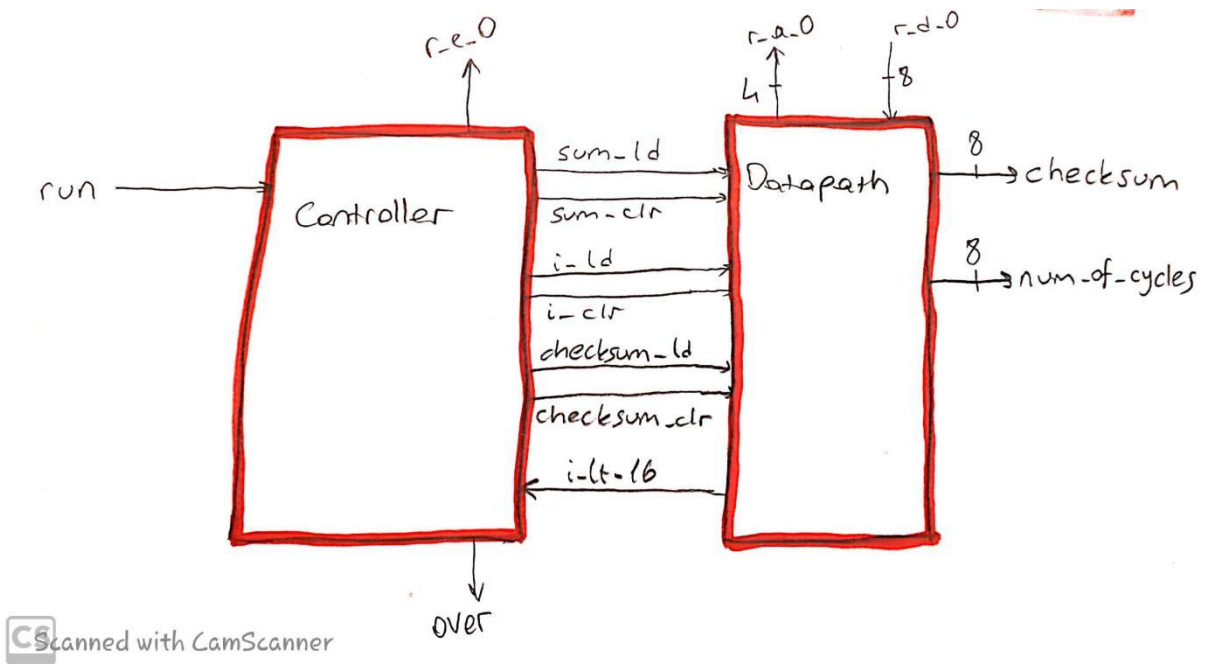 r_e_0
r_a_0
r_d_0
4
8
run
Controller
sum_ld
sum_clr
i_ld
i_clr
checksum_ld
checksum_clr
i_lt_16
Datapath
8
checksum
8
num_of_cycles
over
CS Scanned with CamScanner